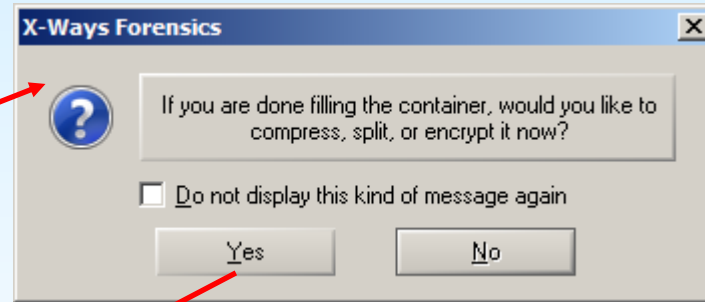 X-Ways Forensics
If you are done filling the container, would you like to
compress, split, or encrypt it now?
Do not display this kind of message again
Yes
No